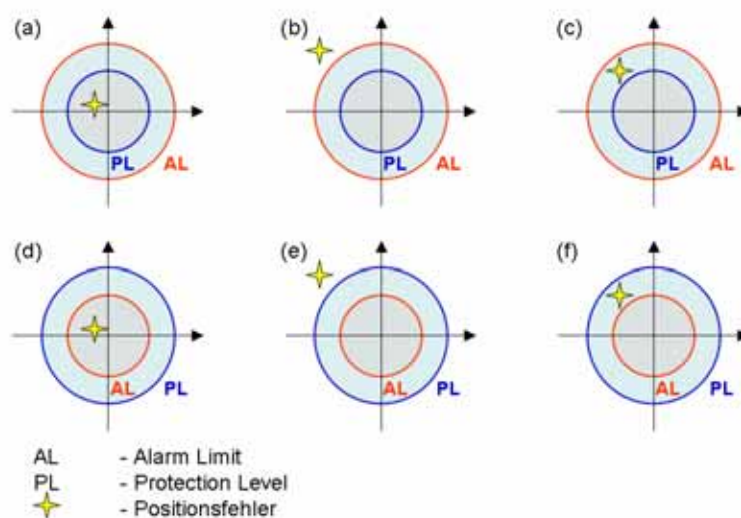 (a) (b) (c)
PL AL PL AL PL AL
(d) (e) (f)
AL PL AL PL AL PL
AL - Alarm Limit
PL - Protection Level
- Positionsfehler